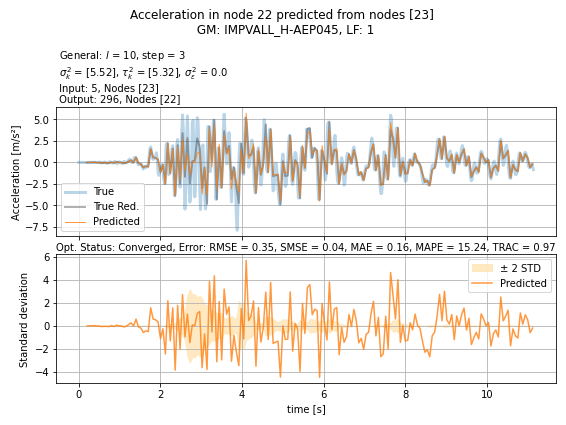 Acceleration in node 22 predicted from nodes [23]
GM: IMPVALL_H-AEP045, LF: 1
General: l = 10, step = 3
σ²ₖ = [5.52], τ²ₖ = [5.32], σ²ₑ = 0.0
Input: 5, Nodes [23]
Output: 296, Nodes [22]
Acceleration [m/s²]
5.0
2.5
0.0
−2.5
−5.0
−7.5
True
True Red.
Predicted
Opt. Status: Converged, Error: RMSE = 0.35, SMSE = 0.04, MAE = 0.16, MAPE = 15.24, TRAC = 0.97
Standard deviation
6
4
2
0
−2
−4
± 2 STD
Predicted
0 2 4 6 8 10
time [s]